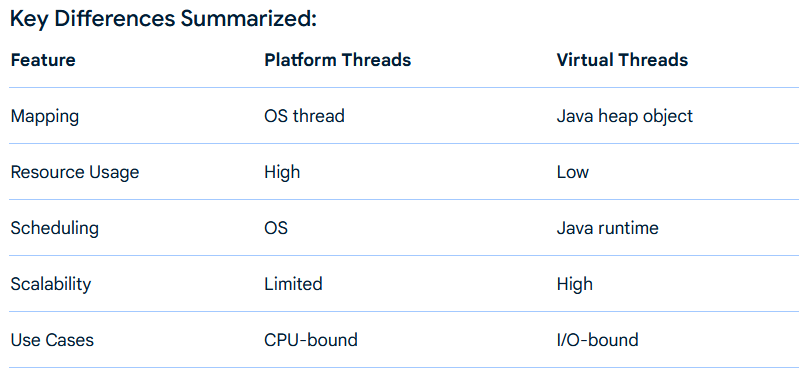 Key Differences Summarized:
Feature Platform Threads Virtual Threads
Mapping OS thread Java heap object
Resource Usage High Low
Scheduling OS Java runtime
Scalability Limited High
Use Cases CPU-bound I/O-bound